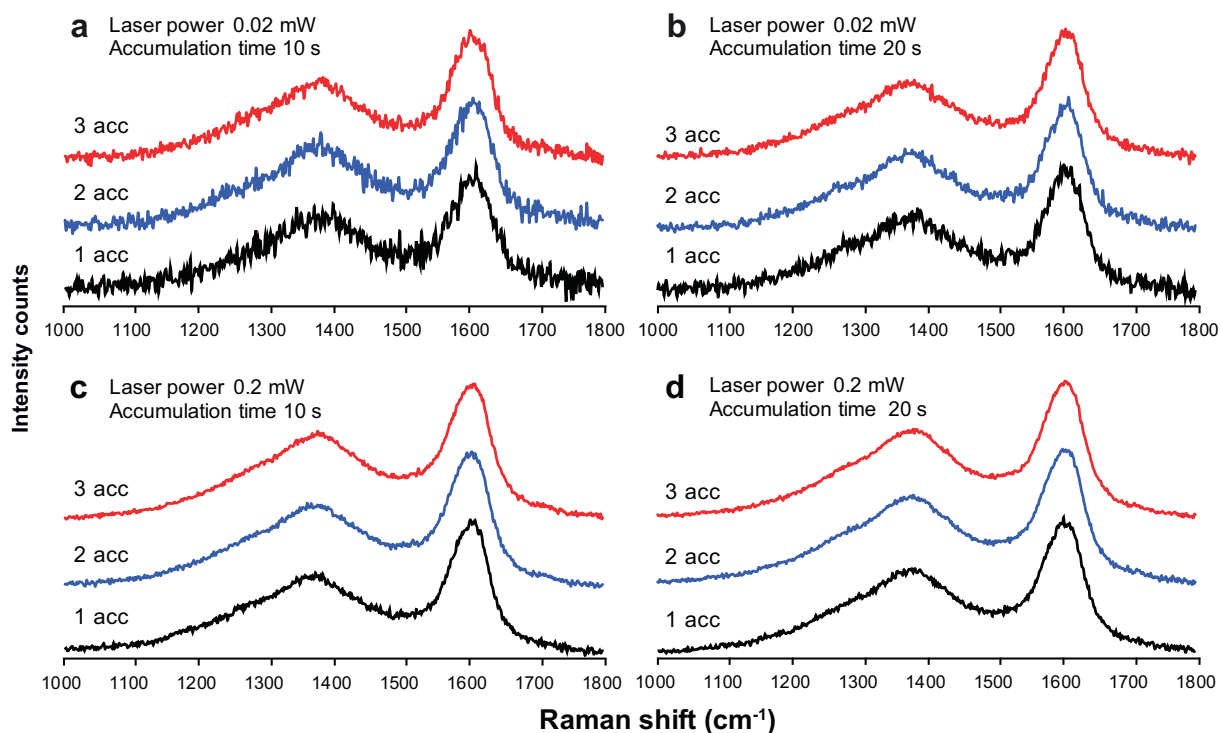 a
Laser power 0.02 mW
Accumulation time 10 s
3 acc
2 acc
1 acc
1000 1100 1200 1300 1400 1500 1600 1700 1800
b
Laser power 0.02 mW
Accumulation time 20 s
3 acc
2 acc
1 acc
1000 1100 1200 1300 1400 1500 1600 1700 1800
Intensity counts
c
Laser power 0.2 mW
Accumulation time 10 s
3 acc
2 acc
1 acc
1000 1100 1200 1300 1400 1500 1600 1700 1800
d
Laser power 0.2 mW
Accumulation time 20 s
3 acc
2 acc
1 acc
1000 1100 1200 1300 1400 1500 1600 1700 1800
Raman shift (cm⁻¹)